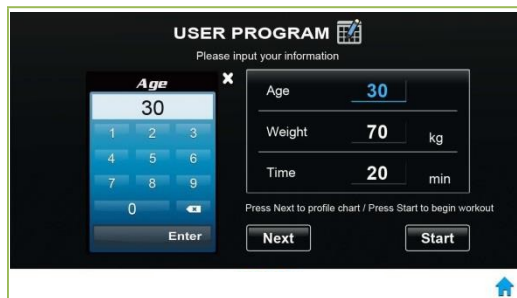 USER PROGRAM
Please input your information
Age
30
1 2 3
4 5 6
7 8 9
0
Enter
Age 30
Weight 70 kg
Time 20 min
Press Next to profile chart / Press Start to begin workout
Next Start